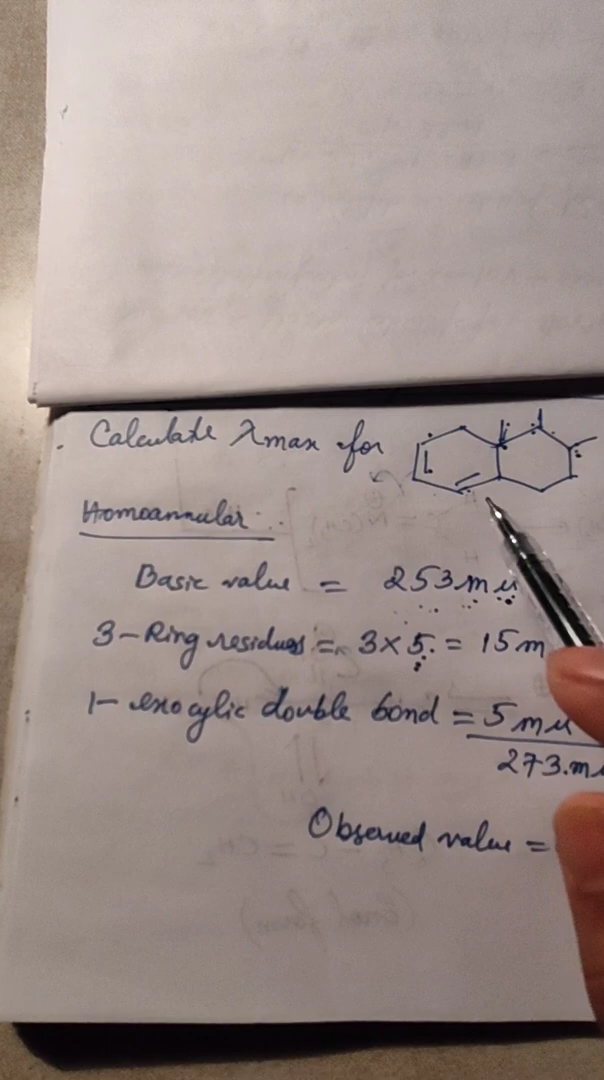 . Calculate λmax for
Homoannular :
Basic value = 253 mμ
3-Ring residues = 3 × 5 = 15 m
1- exocylic double bond = 5 mμ
273. mμ
Observed value =